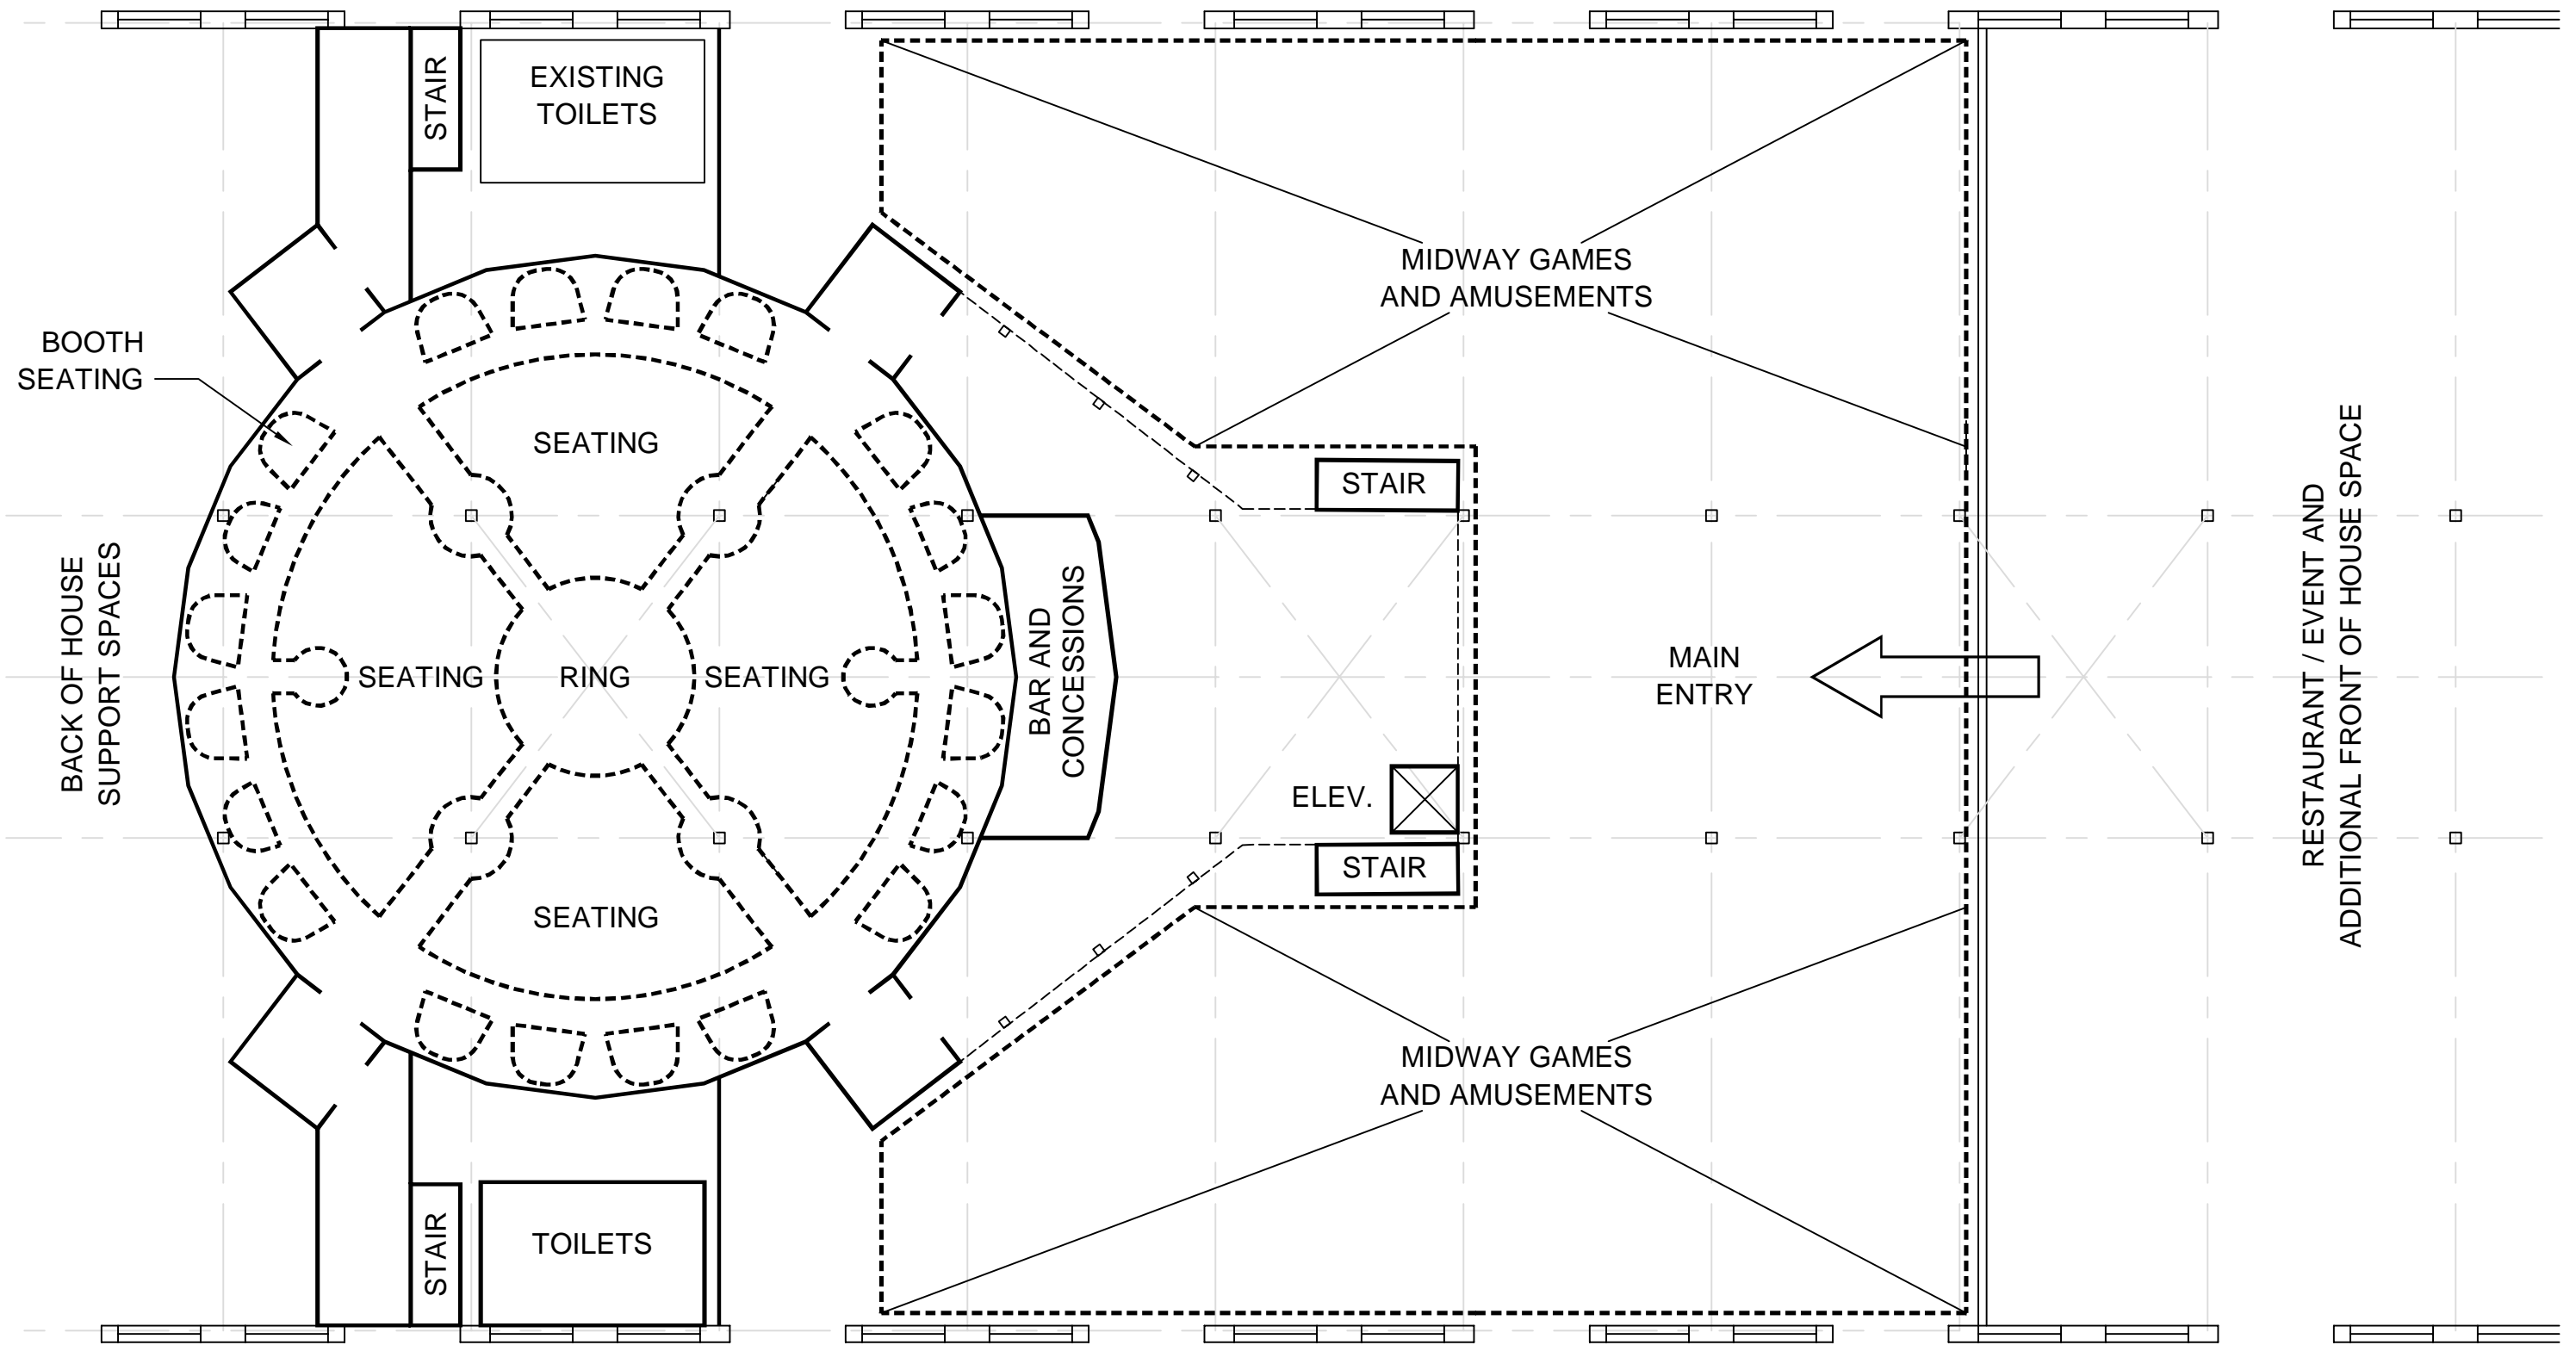 STAIR
EXISTING
TOILETS
MIDWAY GAMES
AND AMUSEMENTS
BOOTH
SEATING
SEATING
STAIR
BACK OF HOUSE
SUPPORT SPACES
SEATING
RING
SEATING
BAR AND
CONCESSIONS
MAIN
ENTRY
RESTAURANT / EVENT AND
ADDITIONAL FRONT OF HOUSE SPACE
ELEV.
STAIR
SEATING
MIDWAY GAMES
AND AMUSEMENTS
STAIR
TOILETS